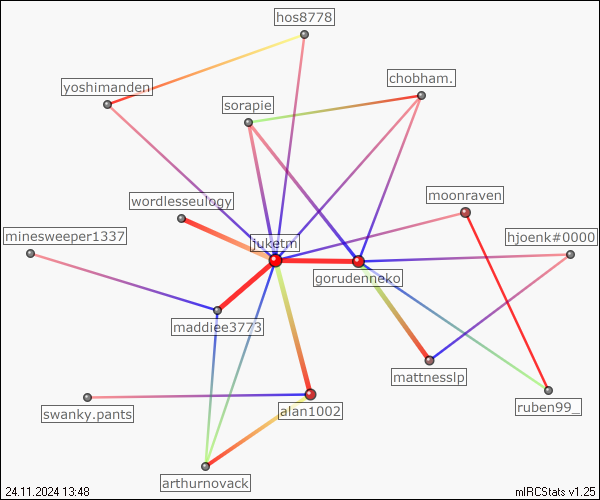 hos8778
yoshimanden
chobham.
sorapie
wordlesseulogy
moonraven
minesweeper1337
juketm
hjoenk#0000
gorudenneko
maddiee3773
mattnesslp
swanky.pants
alan1002
ruben99_
arthurnovack
24.11.2024 13:48
mIRCStats v1.25